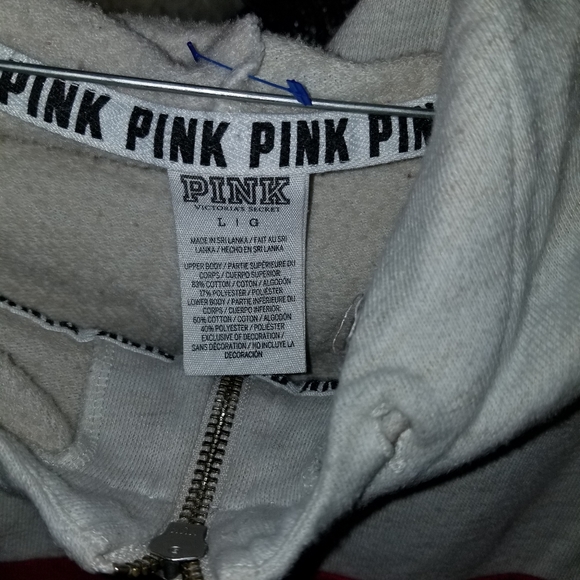 PINK PINK PINK PIN
PINK
VICTORIA'S SECRET
L | G
MADE IN SRI LANKA / FAIT AU SRI
LANKA / HECHO EN SRI LANKA
UPPER BODY / PARTIE SUPÉRIEURE DU
CORPS / CUERPO SUPERIOR:
83% COTTON / COTON / ALGODÓN
17% POLYESTER / POLIÉSTER
LOWER BODY / PARTIE INFÉRIEURE DU
CORPS / CUERPO INFERIOR:
60% COTTON / COTON / ALGODÓN
40% POLYESTER / POLIÉSTER
EXCLUSIVE OF DECORATION /
SANS DÉCORATION / NO INCLUYE LA
DECORACIÓN